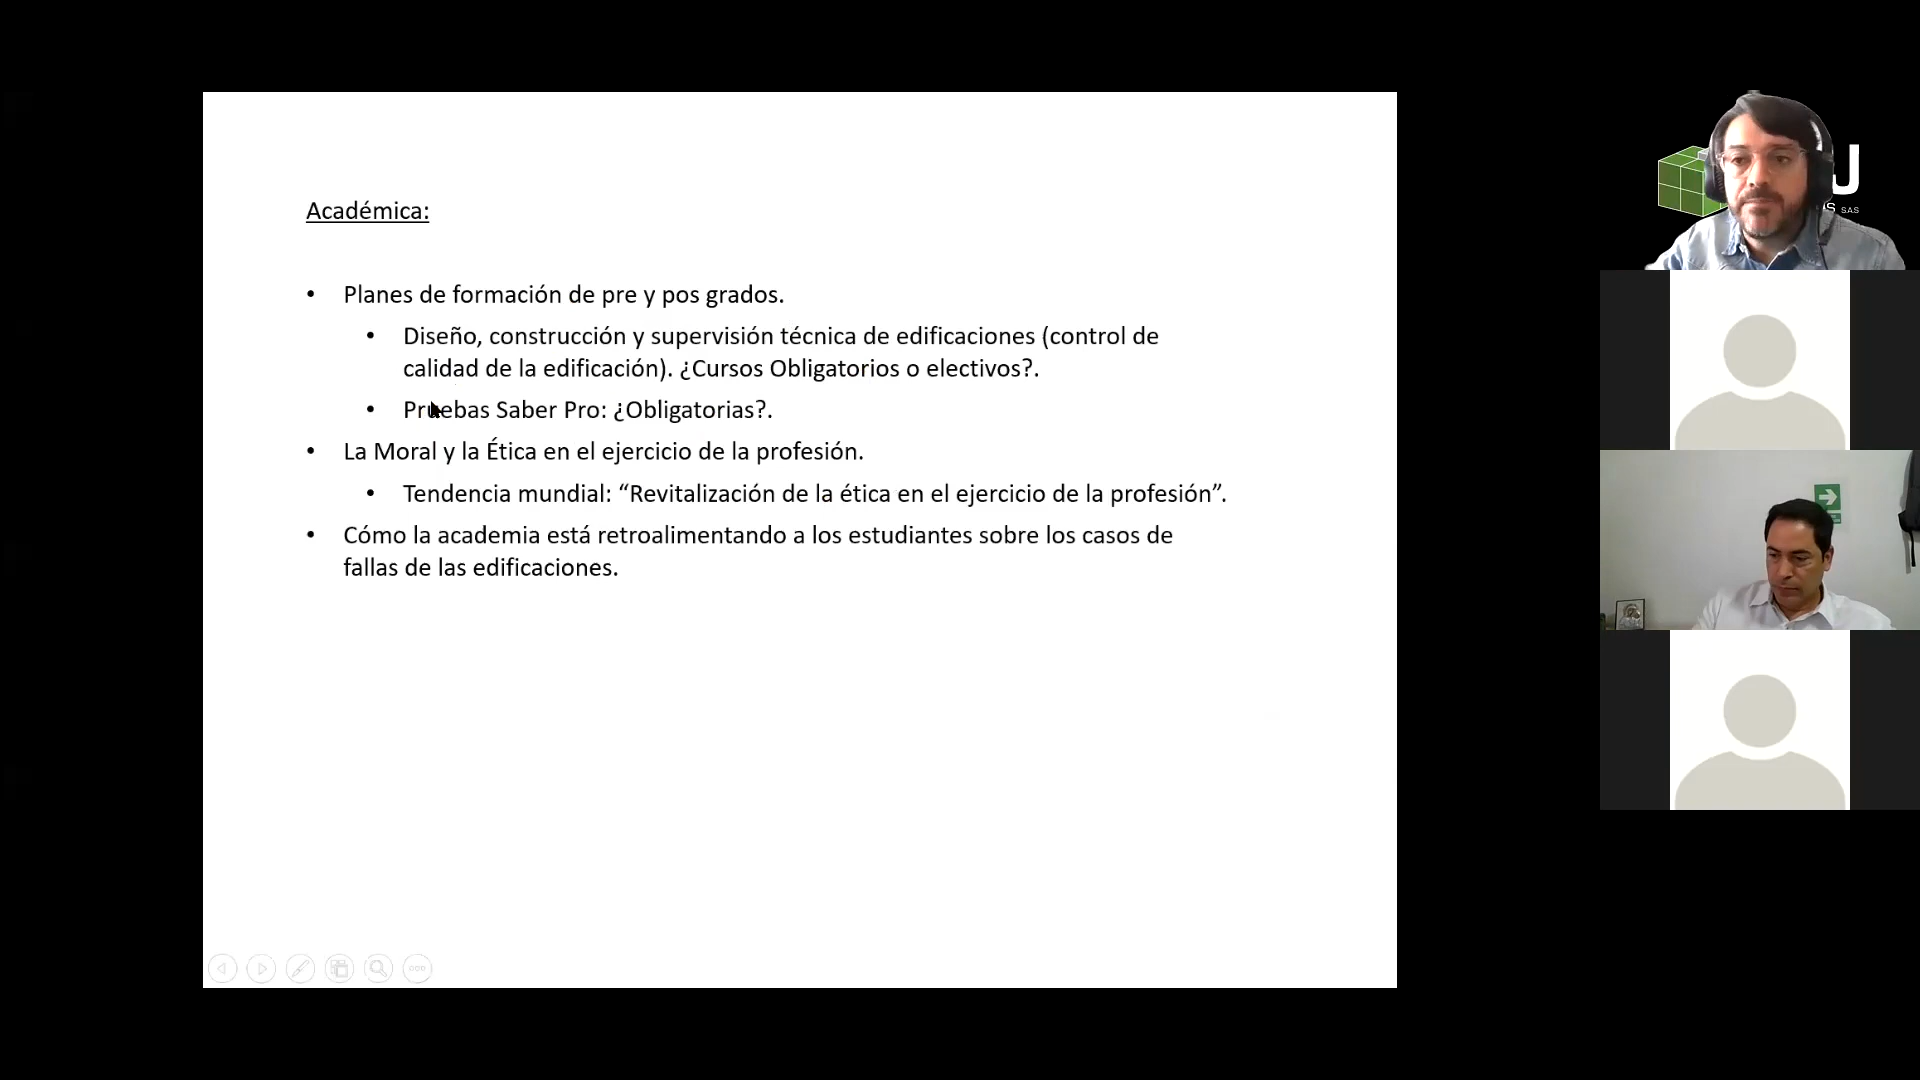 Académica:
• Planes de formación de pre y pos grados.
• Diseño, construcción y supervisión técnica de edificaciones (control de
calidad de la edificación). ¿Cursos Obligatorios o electivos?.
• Pruebas Saber Pro: ¿Obligatorias?.
• La Moral y la Ética en el ejercicio de la profesión.
• Tendencia mundial: “Revitalización de la ética en el ejercicio de la profesión”.
• Cómo la academia está retroalimentando a los estudiantes sobre los casos de
fallas de las edificaciones.
J
S S.A.S